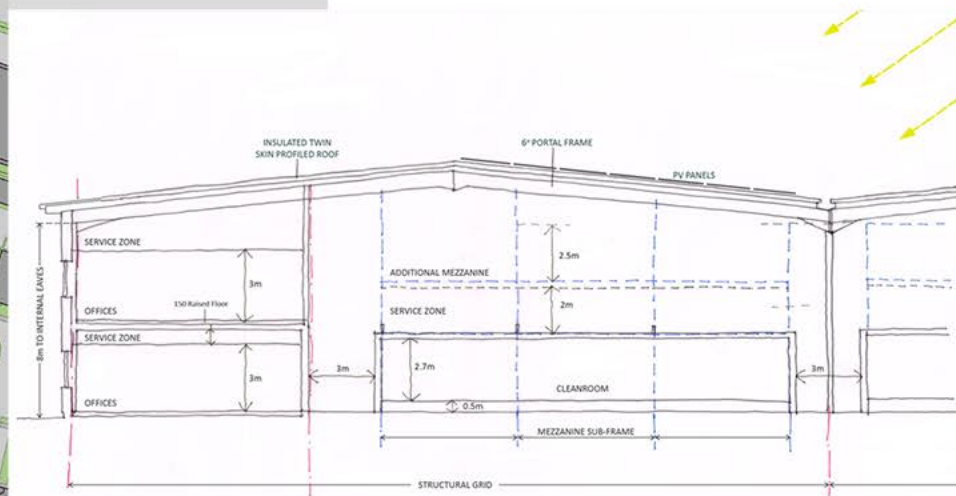 INSULATED TWIN
SKIN PROFILED ROOF
6° PORTAL FRAME
PV PANELS
SERVICE ZONE
2.5m
8m TO INTERNAL EAVES
3m
ADDITIONAL MEZZANINE
150 Raised Floor
2m
OFFICES
SERVICE ZONE
SERVICE ZONE
3m
3m
2.7m
3m
CLEANROOM
OFFICES
0.5m
MEZZANINE SUB-FRAME
STRUCTURAL GRID